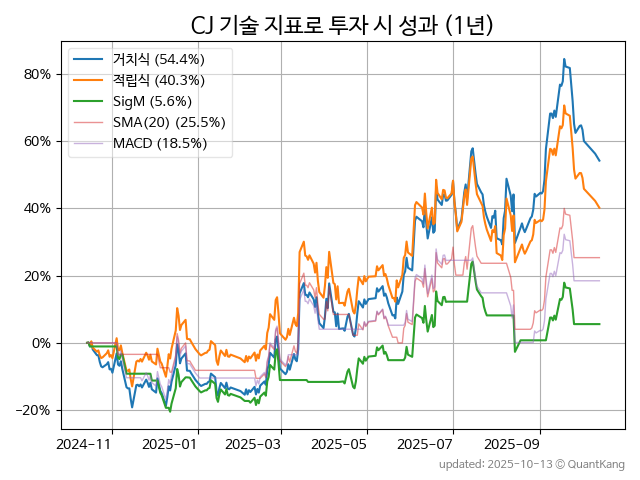 CJ 기술 지표로 투자 시 성과 (1년)
거치식 (54.4%)
적립식 (40.3%)
SigM (5.6%)
SMA(20) (25.5%)
MACD (18.5%)
80%
60%
40%
20%
0%
−20%
2024-11 2025-01 2025-03 2025-05 2025-07 2025-09
updated: 2025-10-13 ⓒ QuantKang